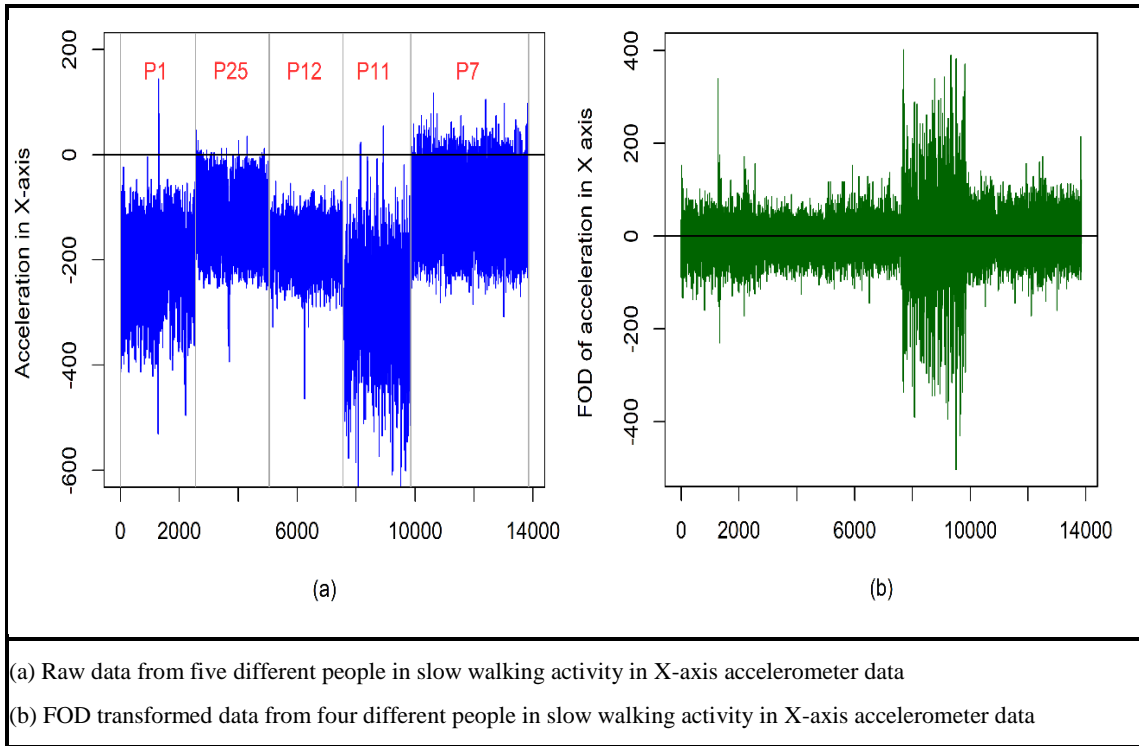 P1 P25 P12 P11 P7
Acceleration in X-axis
200
0
-200
-400
-600
0 2000 6000 10000 14000
(a)
FOD of acceleration in X axis
400
200
0
-200
-400
0 2000 6000 10000 14000
(b)
(a) Raw data from five different people in slow walking activity in X-axis accelerometer data
(b) FOD transformed data from four different people in slow walking activity in X-axis accelerometer data